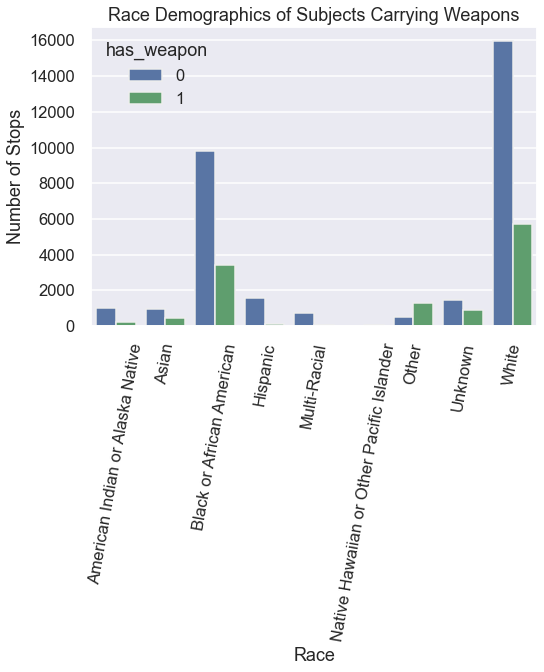 Race Demographics of Subjects Carrying Weapons
has_weapon
0
1
Number of Stops
16000
14000
12000
10000
8000
6000
4000
2000
0
American Indian or Alaska Native
Asian
Black or African American
Hispanic
Multi-Racial
Native Hawaiian or Other Pacific Islander
Other
Unknown
White
Race